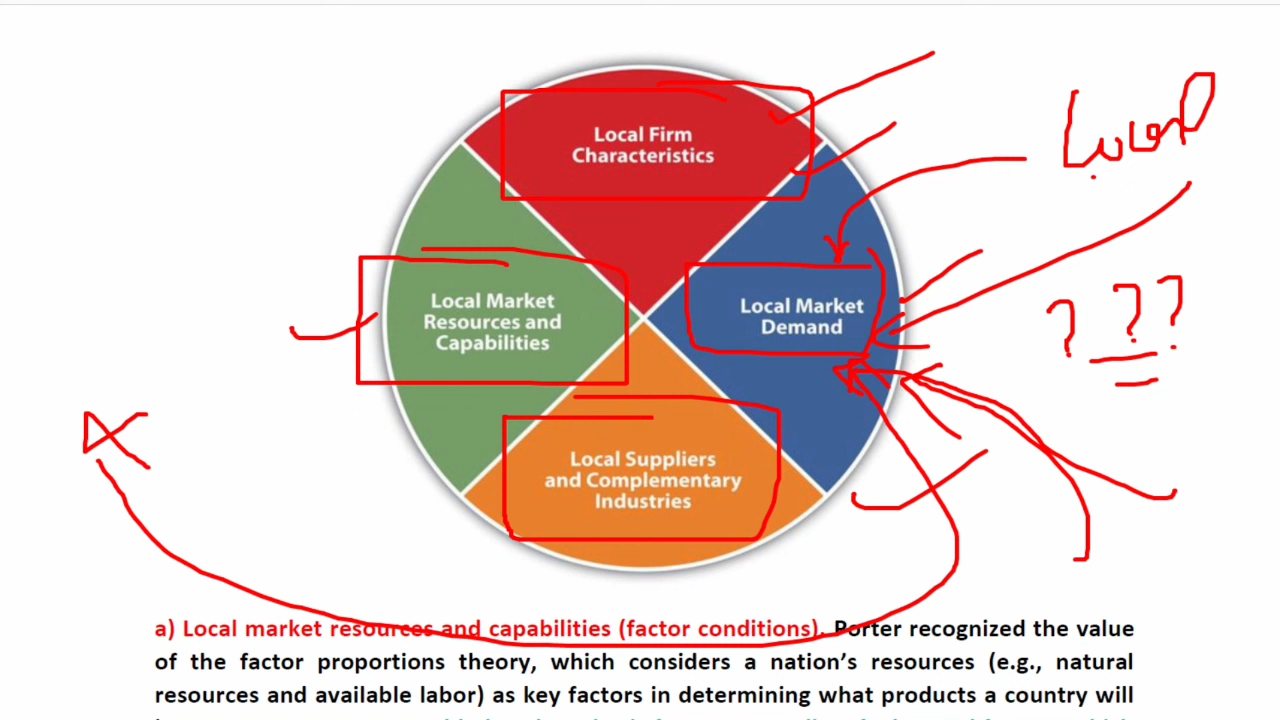 Local Firm
Characteristics
Local
Local Market
Resources and
Capabilities
Local Market
Demand
? ??
Local Suppliers
and Complementary
Industries
a) Local market resources and capabilities (factor conditions). Porter recognized the value
of the factor proportions theory, which considers a nation’s resources (e.g., natural
resources and available labor) as key factors in determining what products a country will